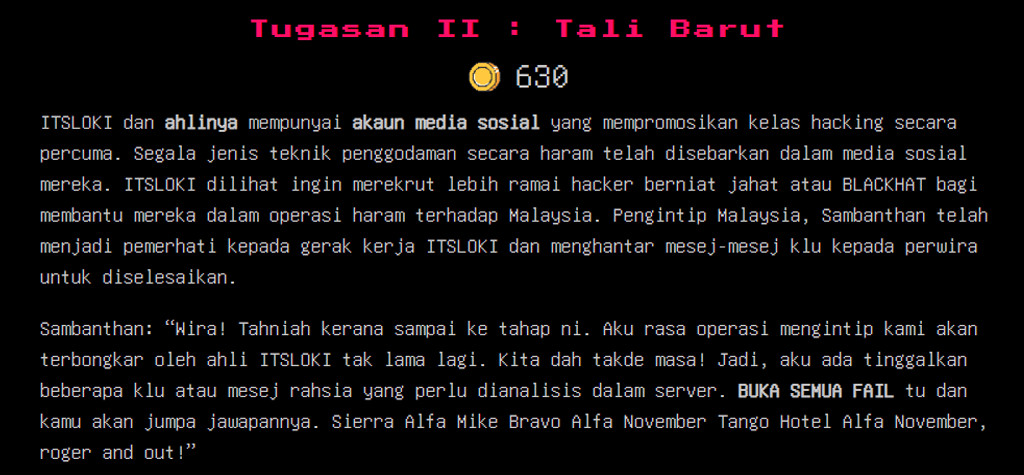 Tugasan II : Tali Barut
630
ITSLOKI dan ahlinya mempunyai akaun media sosial yang mempromosikan kelas hacking secara
percuma. Segala jenis teknik penggodaman secara haram telah disebarkan dalam media sosial
mereka. ITSLOKI dilihat ingin merekrut lebih ramai hacker berniat jahat atau BLACKHAT bagi
membantu mereka dalam operasi haram terhadap Malaysia. Pengintip Malaysia, Sambanthan telah
menjadi pemerhati kepada gerak kerja ITSLOKI dan menghantar mesej-mesej klu kepada perwira
untuk diselesaikan.
Sambanthan: “Wira! Tahniah kerana sampai ke tahap ni. Aku rasa operasi mengintip kami akan
terbongkar oleh ahli ITSLOKI tak lama lagi. Kita dah takde masa! Jadi, aku ada tinggalkan
beberapa klu atau mesej rahsia yang perlu dianalisis dalam server. BUKA SEMUA FAIL tu dan
kamu akan jumpa jawapannya. Sierra Alfa Mike Bravo Alfa November Tango Hotel Alfa November,
roger and out!”